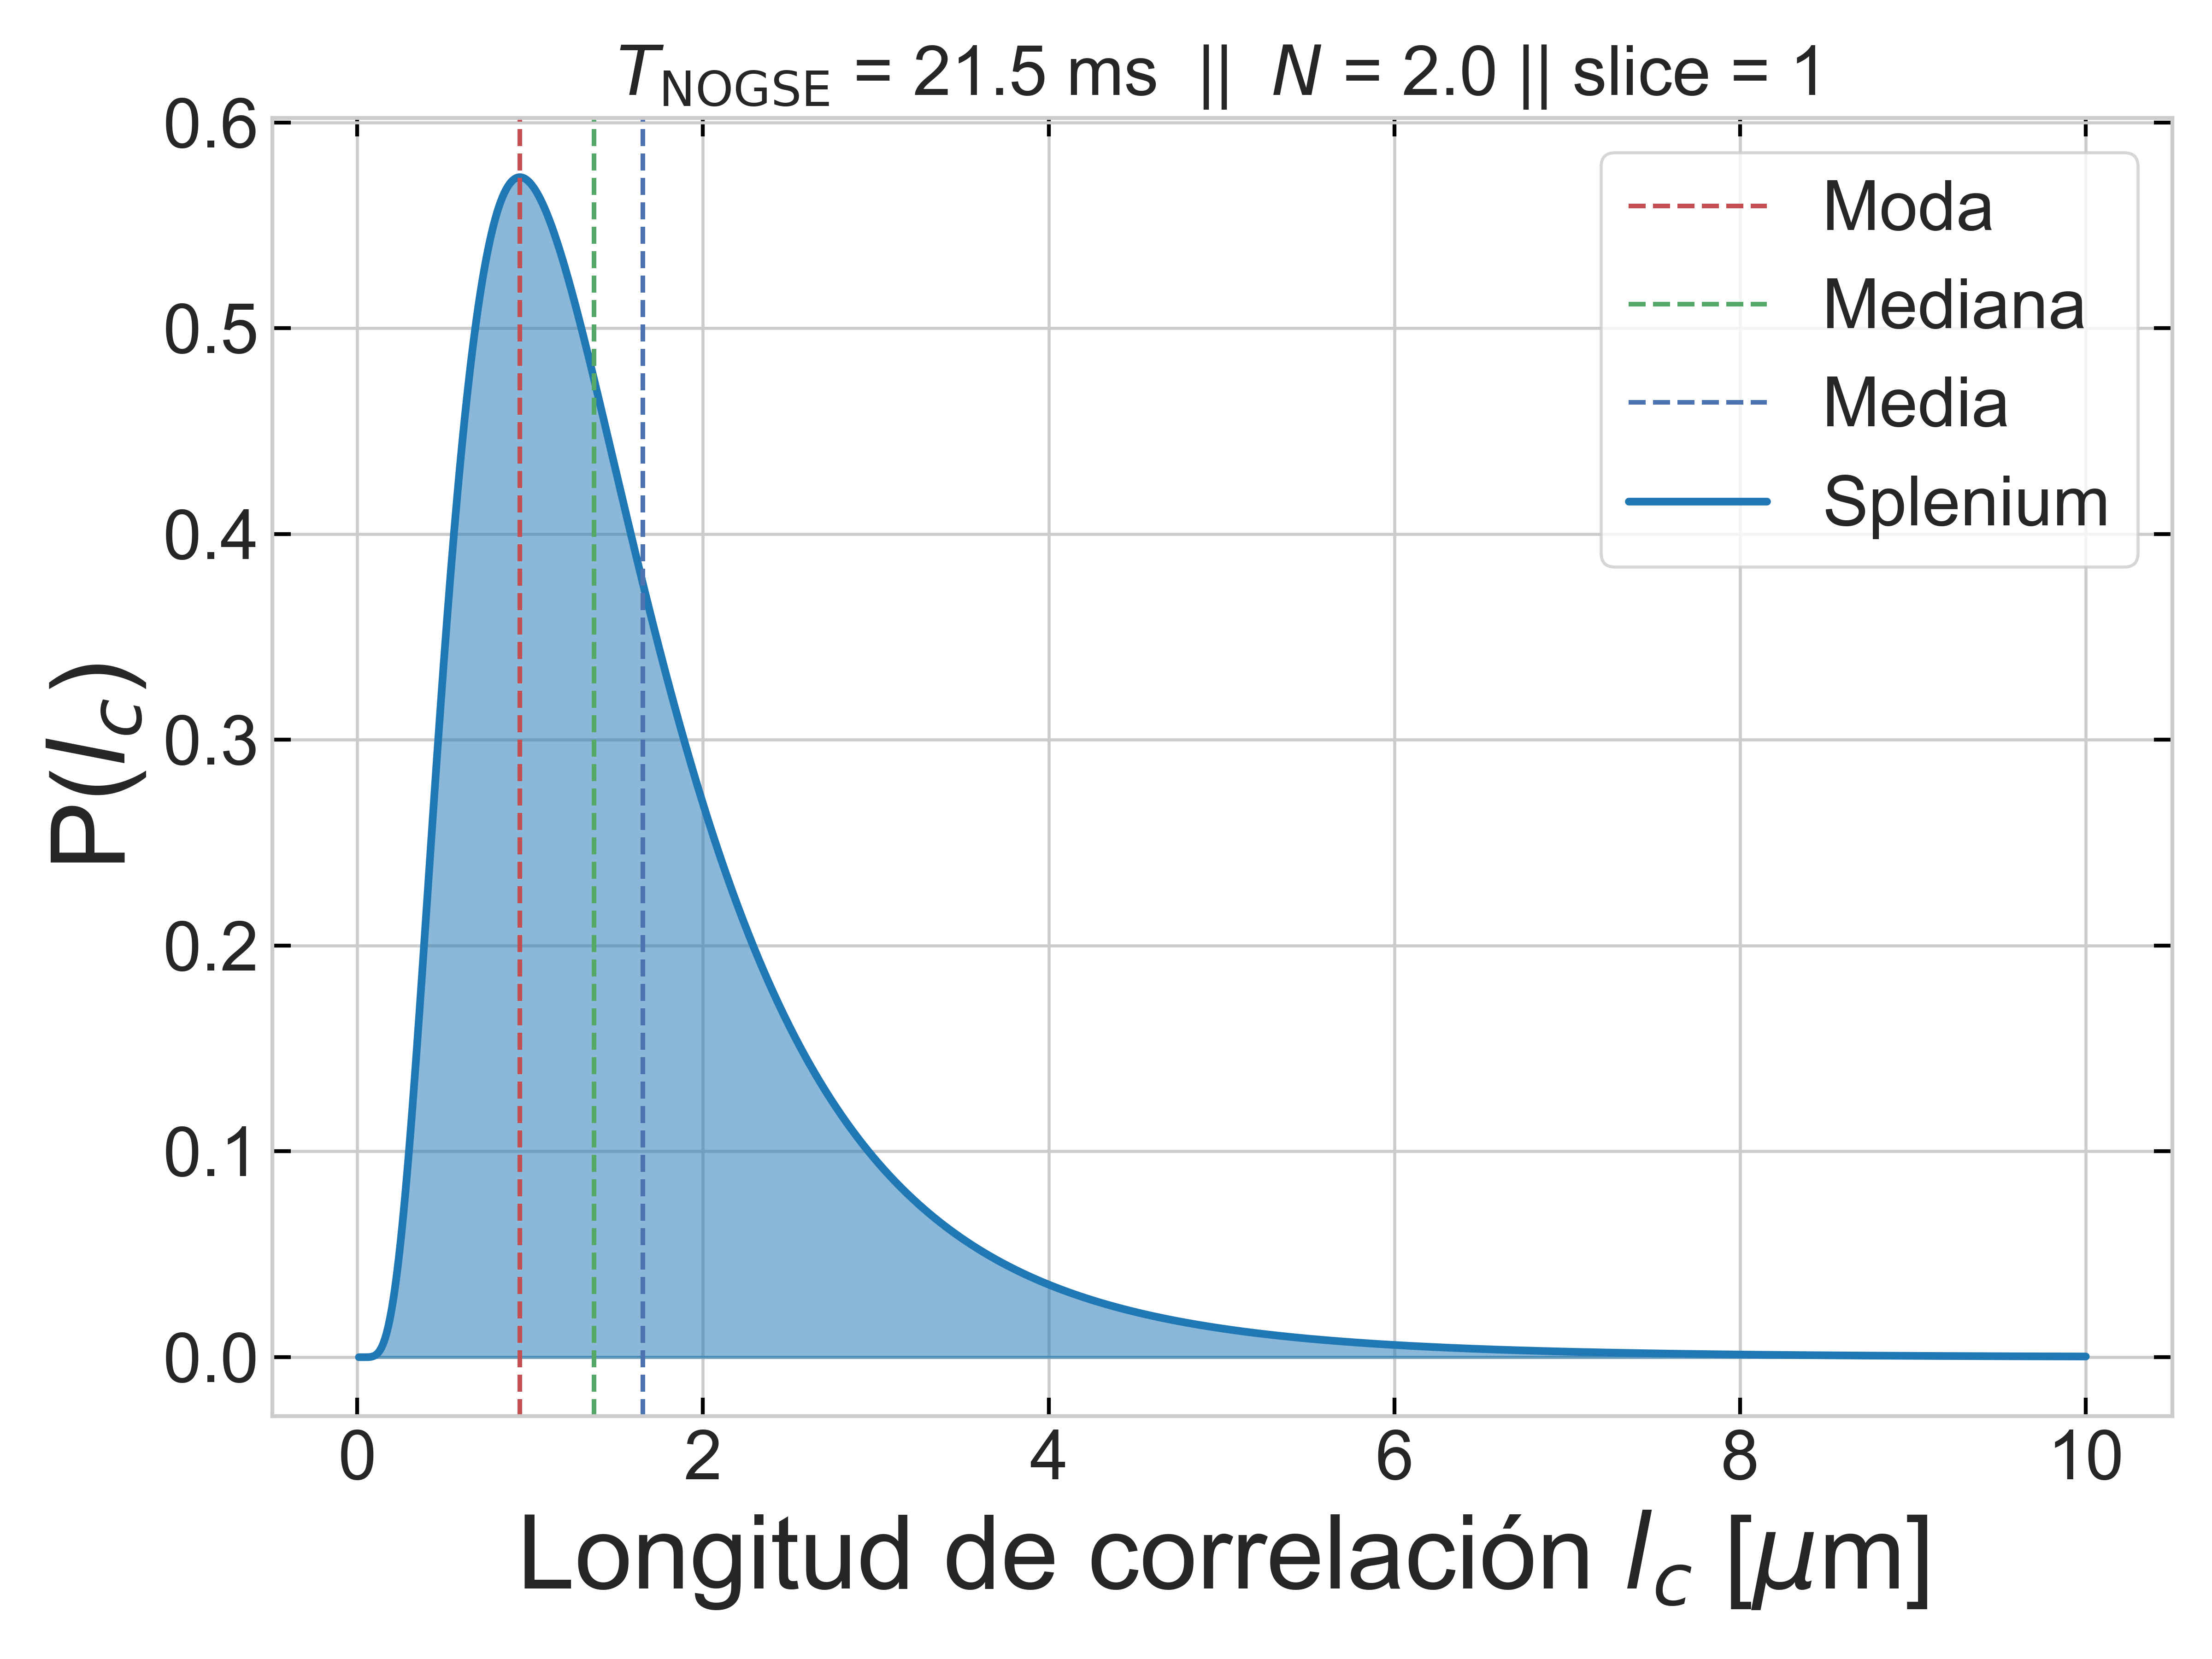 T_NOGSE = 21.5 ms || N = 2.0 || slice = 1
0.6
0.5
0.4
0.3
0.2
0.1
0.0
P(l_c)
Moda
Mediana
Media
Splenium
0 2 4 6 8 10
Longitud de correlación l_c [μm]